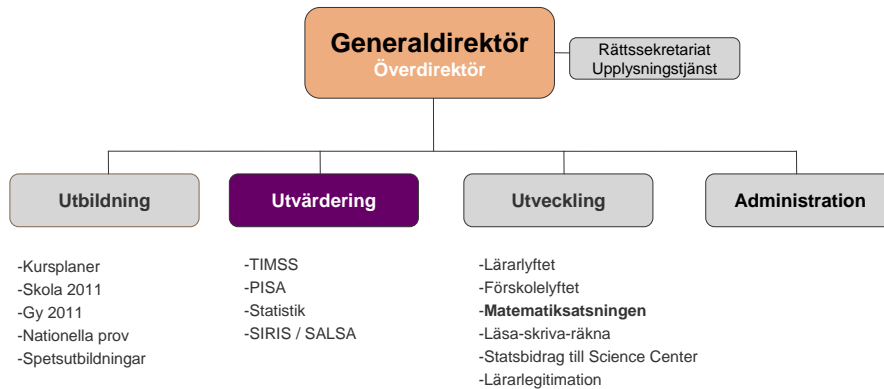 Generaldirektör
Överdirektör
Rättssekretariat
Upplysningstjänst
Utbildning
Utvärdering
Utveckling
Administration
-Kursplaner
-Skola 2011
-Gy 2011
-Nationella prov
-Spetsutbildningar
-TIMSS
-PISA
-Statistik
-SIRIS / SALSA
-Lärarlyftet
-Förskolelyftet
-Matematiksatsningen
-Läsa-skriva-räkna
-Statsbidrag till Science Center
-Lärarlegitimation